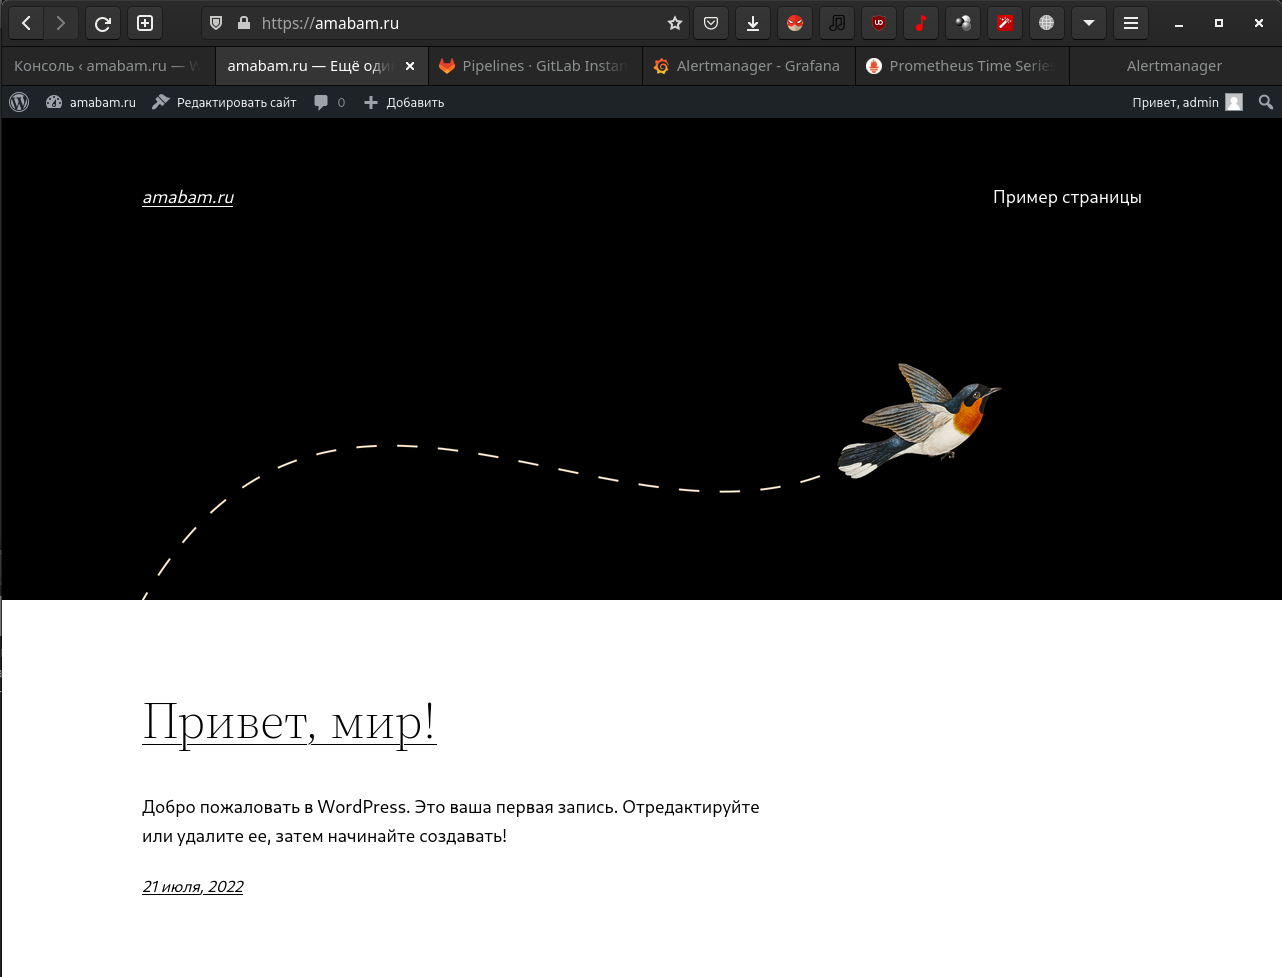 https://amabam.ru
Консоль ‹ amabam.ru —
amabam.ru — Ещё оди
Pipelines · GitLab Instan
Alertmanager - Grafana
Prometheus Time Series
Alertmanager
amabam.ru
Редактировать сайт
0
Добавить
Привет, admin
amabam.ru
Пример страницы
Привет, мир!
Добро пожаловать в WordPress. Это ваша первая запись. Отредактируйте
или удалите ее, затем начинайте создавать!
21 июля, 2022